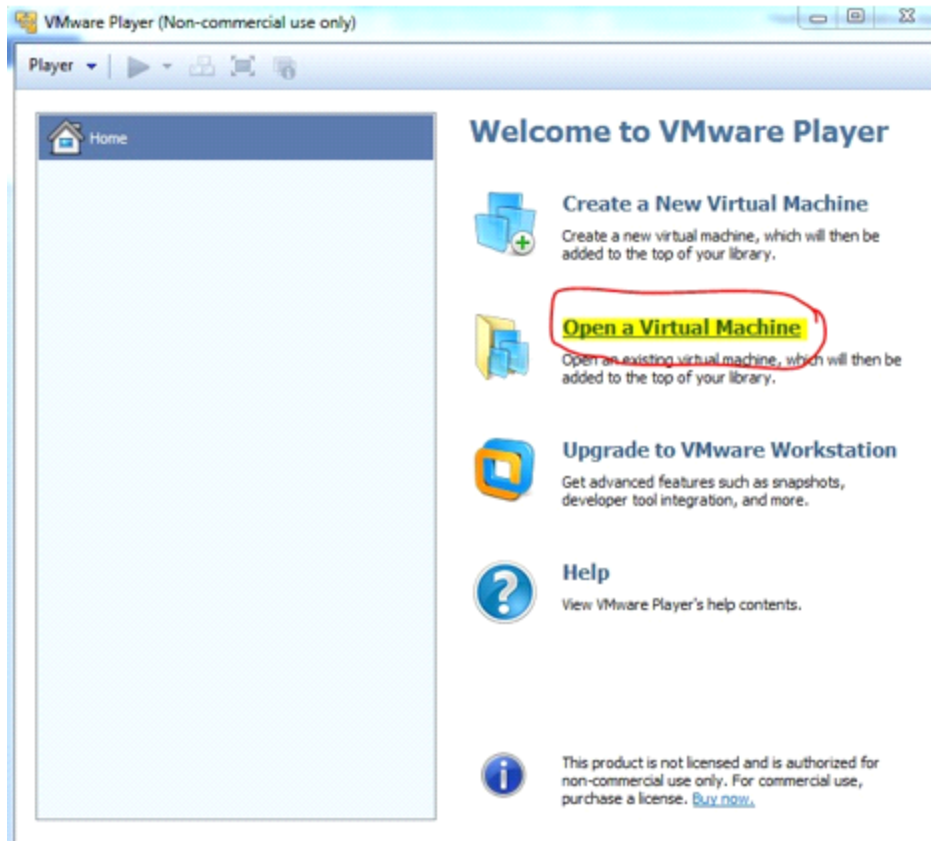 VMware Player (Non-commercial use only)
Player
Home
Welcome to VMware Player
Create a New Virtual Machine
Create a new virtual machine, which will then be
added to the top of your library.
Open a Virtual Machine
Open an existing virtual machine, which will then be
added to the top of your library.
Upgrade to VMware Workstation
Get advanced features such as snapshots,
developer tool integration, and more.
Help
View VMware Player's help contents.
This product is not licensed and is authorized for
non-commercial use only. For commercial use,
purchase a license. Buy now.